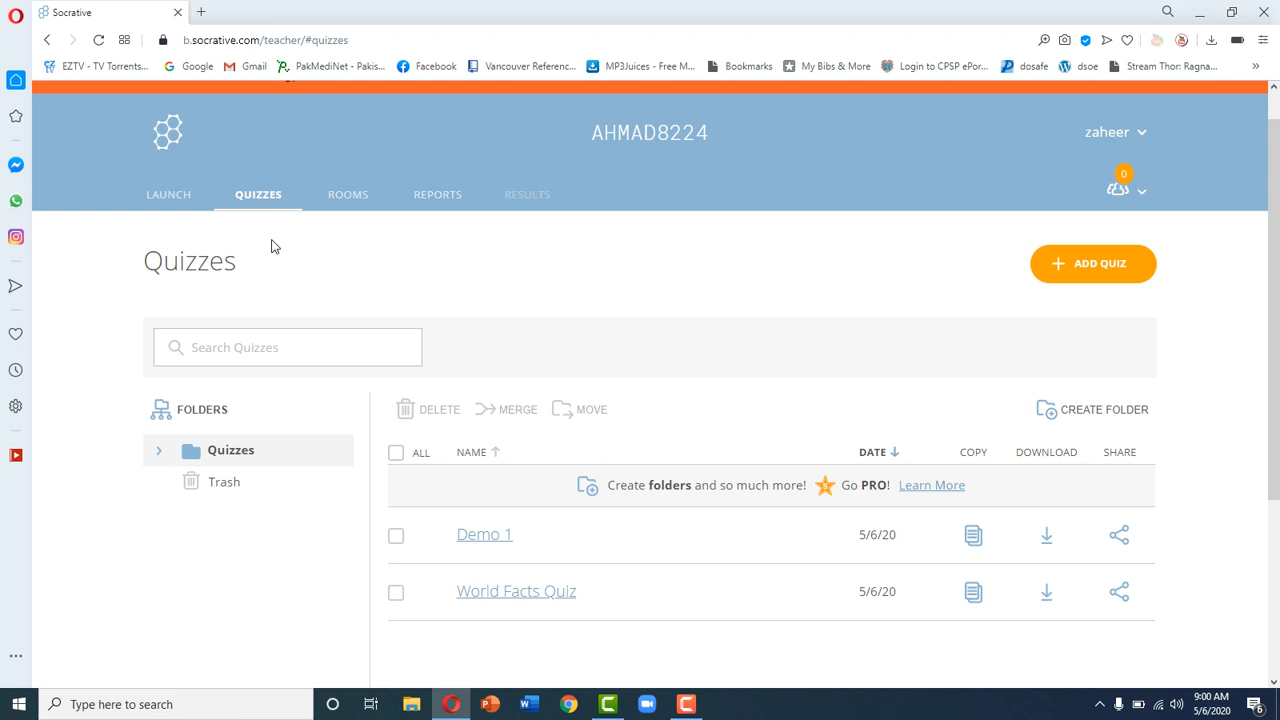 Socrative
b.socrative.com/teacher/#quizzes
EZTV - TV Torrents... Google Gmail PakMediNet - Pakis... Facebook Vancouver Referenc... MP3Juices - Free M... Bookmarks My Bibs & More Login to CPSP ePor... dosafe dsoe Stream Thor: Ragna... »
AHMAD8224
zaheer
0
LAUNCH QUIZZES ROOMS REPORTS RESULTS
Quizzes
+ ADD QUIZ
Search Quizzes
FOLDERS
DELETE MERGE MOVE CREATE FOLDER
Quizzes
Trash
ALL NAME DATE COPY DOWNLOAD SHARE
Create folders and so much more! Go PRO! Learn More
Demo 1 5/6/20
World Facts Quiz 5/6/20
Type here to search
9:00 AM
5/6/2020
6